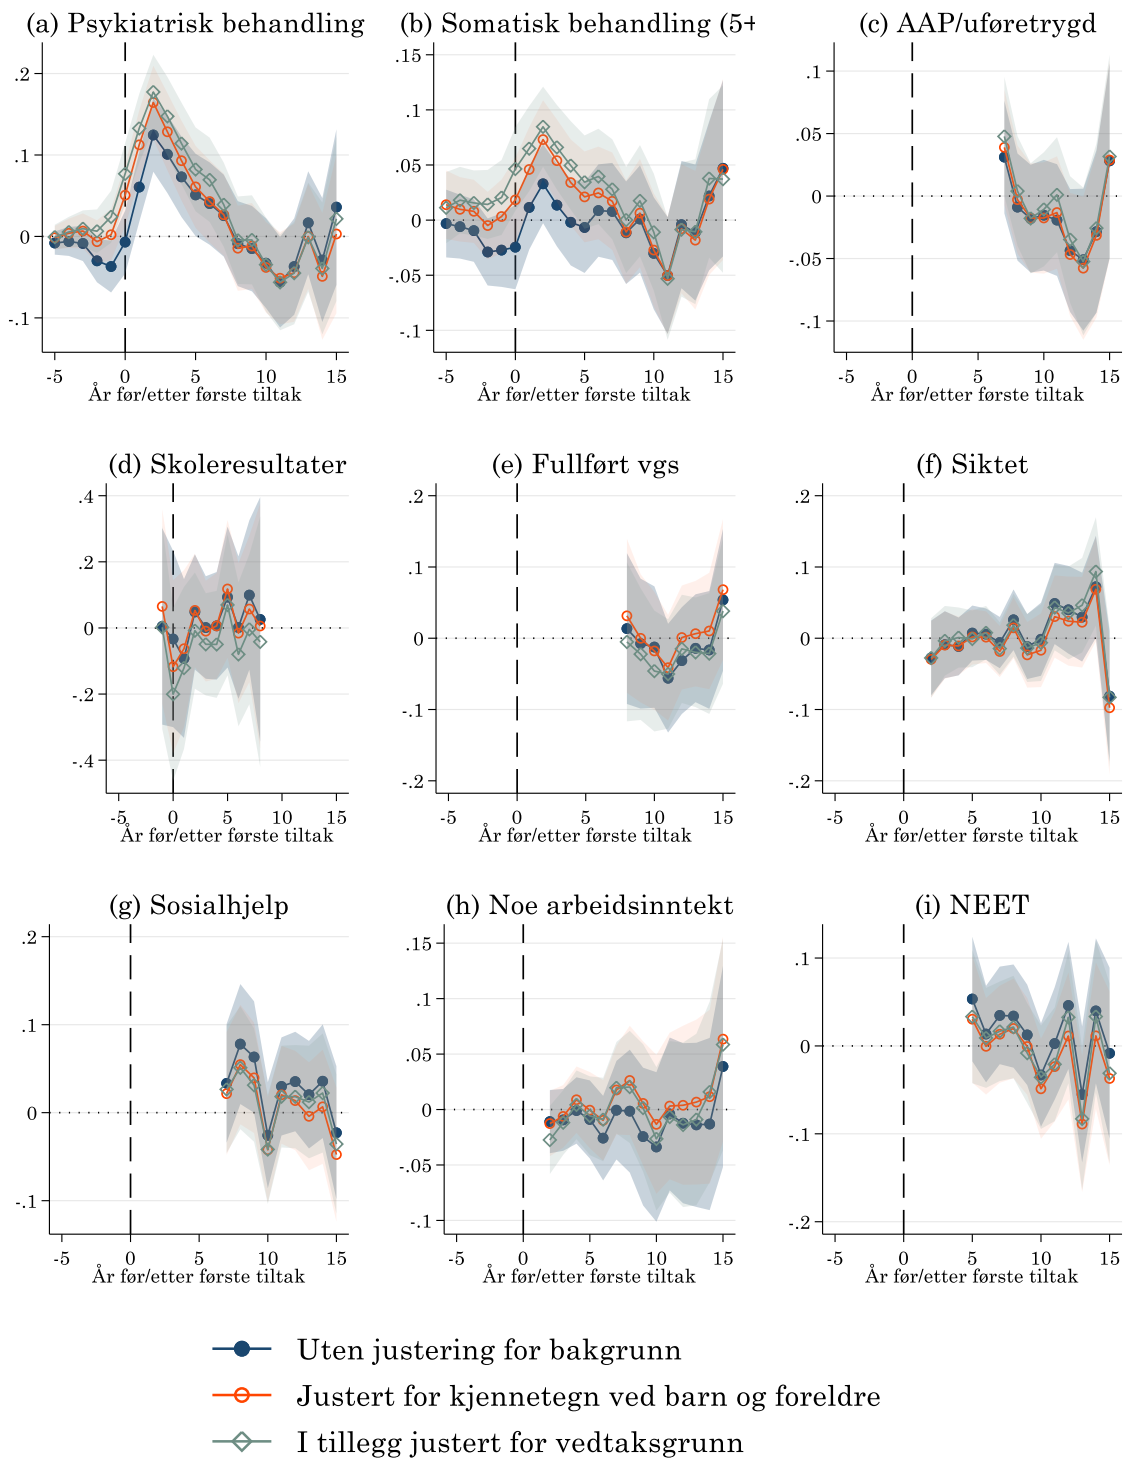 (a) Psykiatrisk behandling
(b) Somatisk behandling (5+
(c) AAP/uføretrygd
.2
.1
0
-.1
-5 0 5 10 15
År før/etter første tiltak
.15
.1
.05
0
-.05
-.1
-5 0 5 10 15
År før/etter første tiltak
.1
.05
0
-.05
-.1
-5 0 5 10 15
År før/etter første tiltak
(d) Skoleresultater
(e) Fullført vgs
(f) Siktet
.4
.2
0
-.2
-.4
-5 0 5 10 15
År før/etter første tiltak
.2
.1
0
-.1
-.2
-5 0 5 10 15
År før/etter første tiltak
.2
.1
0
-.1
-.2
-5 0 5 10 15
År før/etter første tiltak
(g) Sosialhjelp
(h) Noe arbeidsinntekt
(i) NEET
.2
.1
0
-.1
-5 0 5 10 15
År før/etter første tiltak
.15
.1
.05
0
-.05
-.1
-5 0 5 10 15
År før/etter første tiltak
.1
0
-.1
-.2
-5 0 5 10 15
År før/etter første tiltak
Uten justering for bakgrunn
Justert for kjennetegn ved barn og foreldre
I tillegg justert for vedtaksgrunn